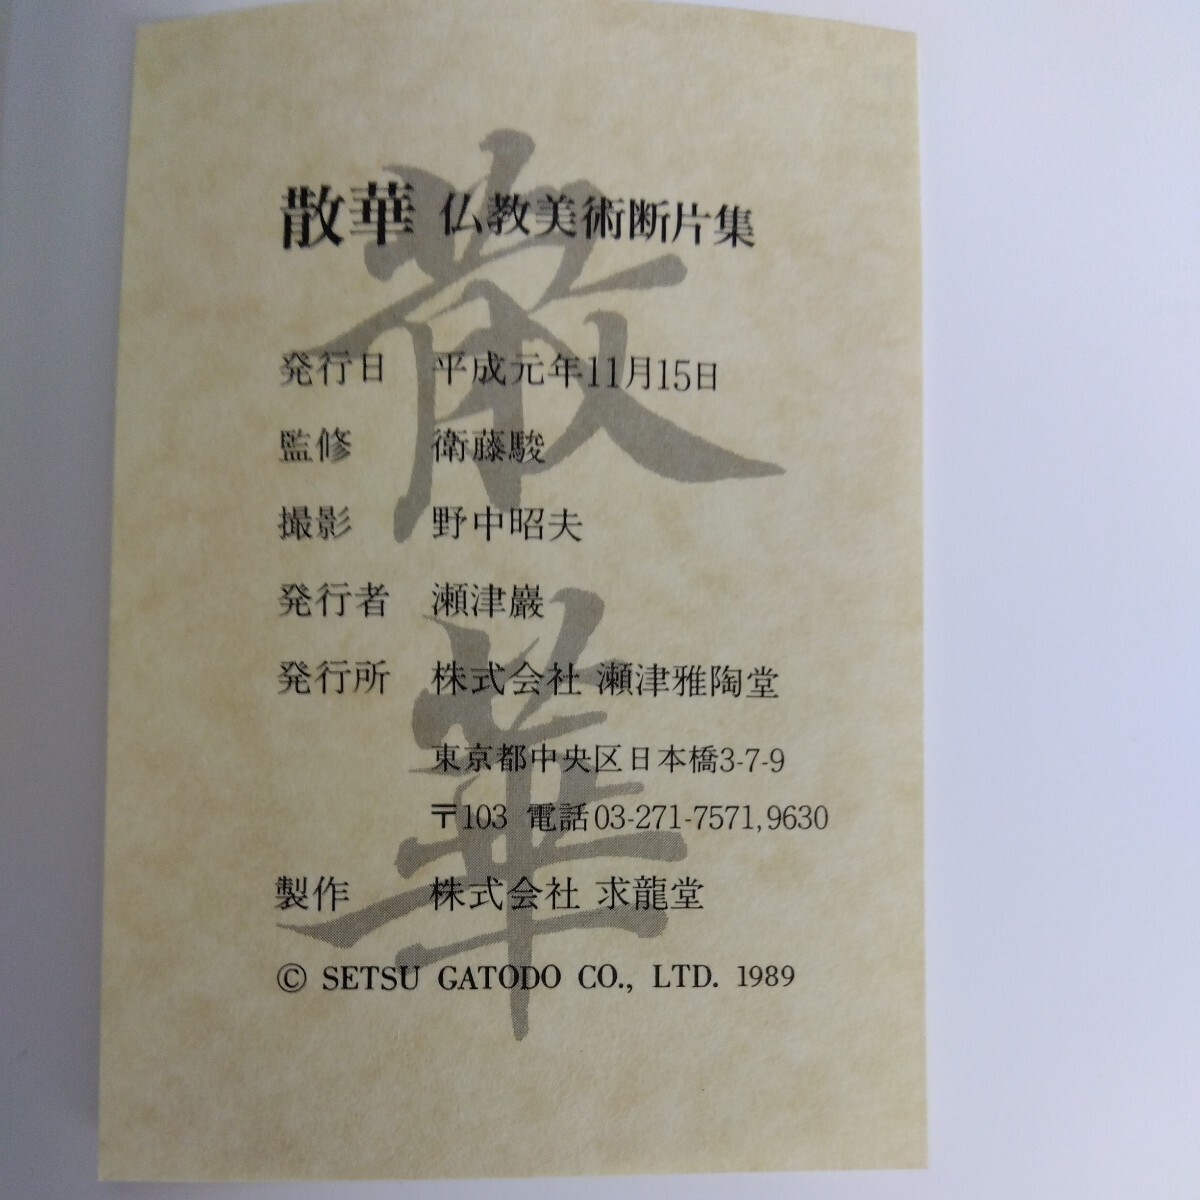 散華 仏教美術断片集
発行日 平成元年11月15日
監修 衛藤駿
撮影 野中昭夫
発行者 瀬津巖
発行所 株式会社 瀬津雅陶堂
東京都中央区日本橋3-7-9
〒103 電話03-271-7571,9630
製作 株式会社 求龍堂
© SETSU GATODO CO., LTD. 1989
散華